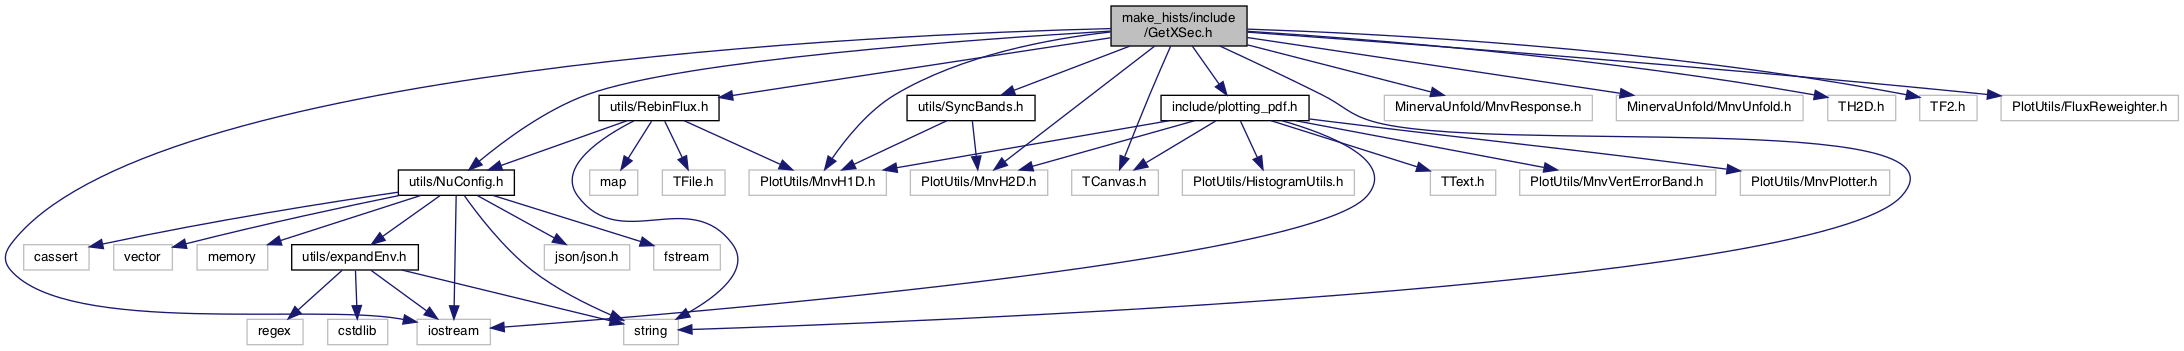 make_hists/include
/GetXSec.h
utils/RebinFlux.h
utils/SyncBands.h
include/plotting_pdf.h
MinervaUnfold/MnvResponse.h
MinervaUnfold/MnvUnfold.h
TH2D.h
TF2.h
PlotUtils/FluxReweighter.h
utils/NuConfig.h
map
TFile.h
PlotUtils/MnvH1D.h
PlotUtils/MnvH2D.h
TCanvas.h
PlotUtils/HistogramUtils.h
TText.h
PlotUtils/MnvVertErrorBand.h
PlotUtils/MnvPlotter.h
cassert
vector
memory
utils/expandEnv.h
json/json.h
fstream
regex
cstdlib
iostream
string